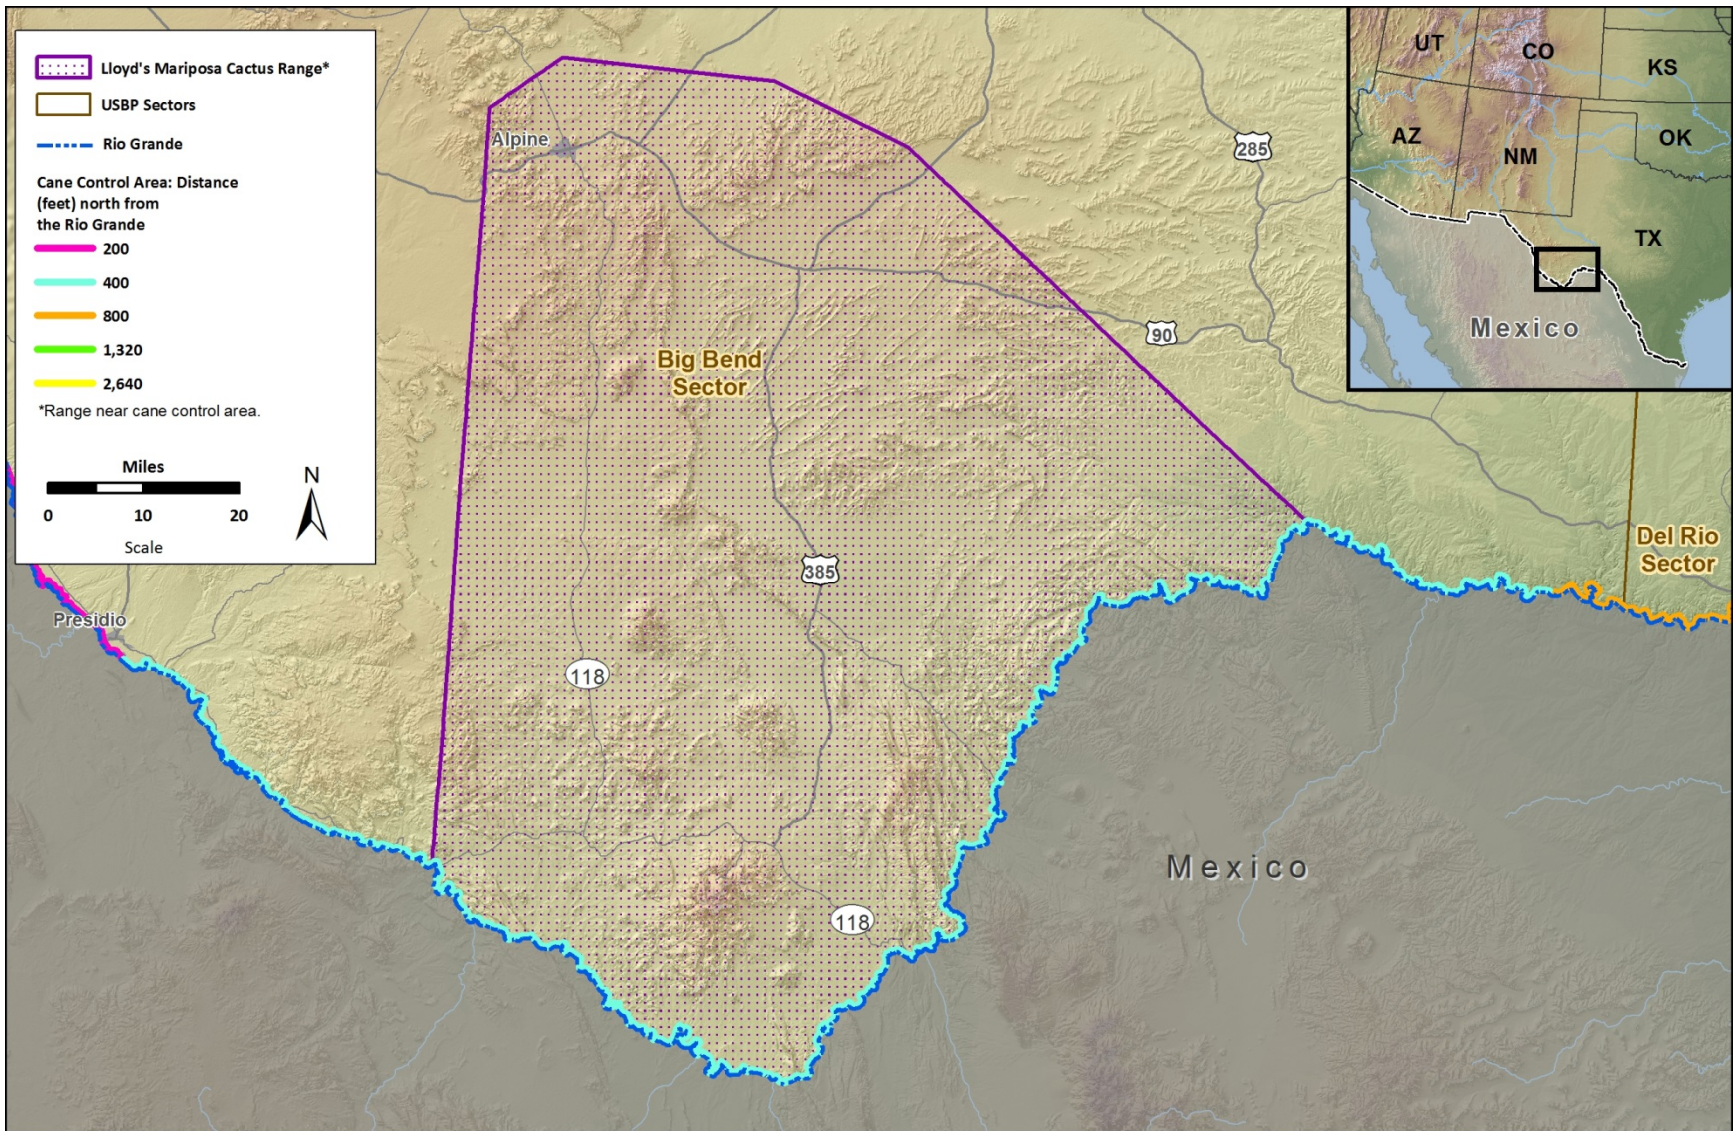 Lloyd's Mariposa Cactus Range*
USBP Sectors
Rio Grande
Cane Control Area: Distance
(feet) north from
the Rio Grande
200
400
800
1,320
2,640
*Range near cane control area.
Miles
0 10 20
Scale
N
Alpine
285
90
Big Bend
Sector
385
118
118
Presidio
Del Rio
Sector
Mexico
UT
CO
KS
AZ
NM
OK
TX
Mexico